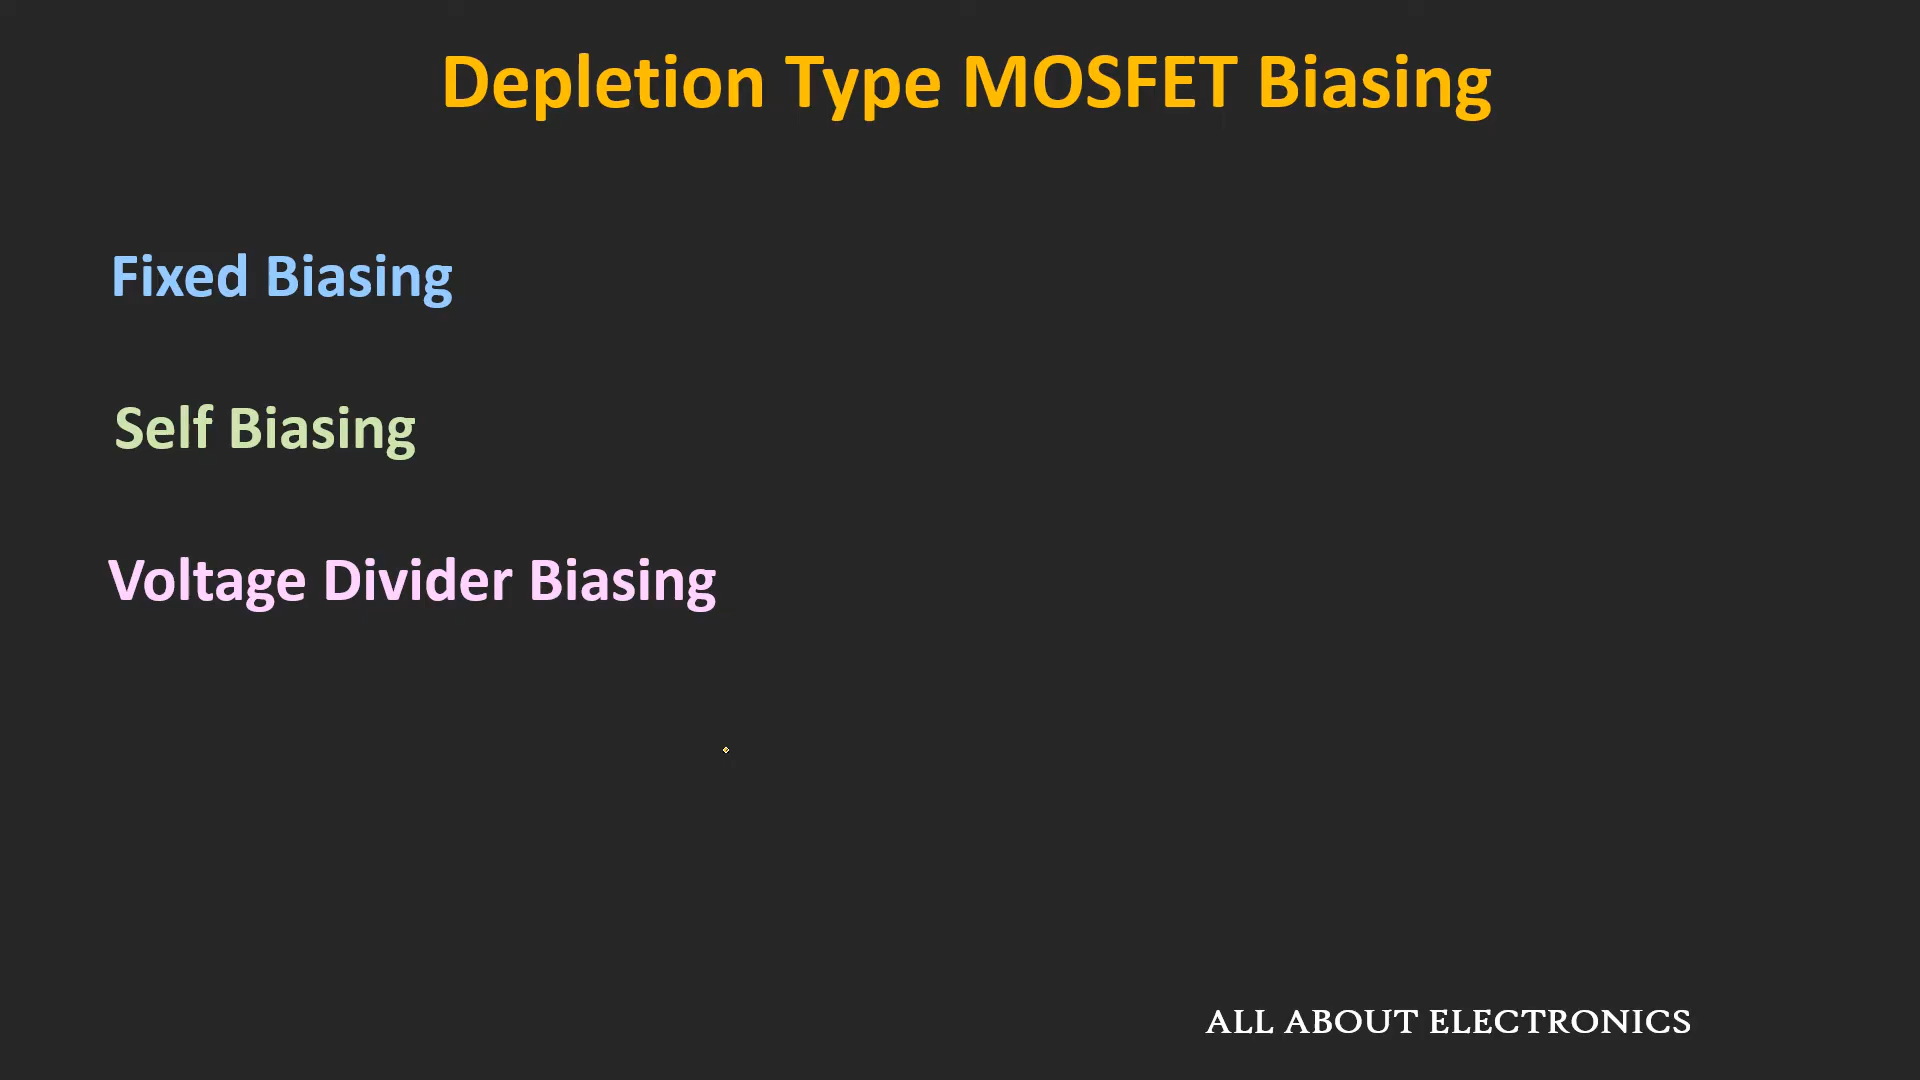 Depletion Type MOSFET Biasing
Fixed Biasing
Self Biasing
Voltage Divider Biasing
ALL ABOUT ELECTRONICS